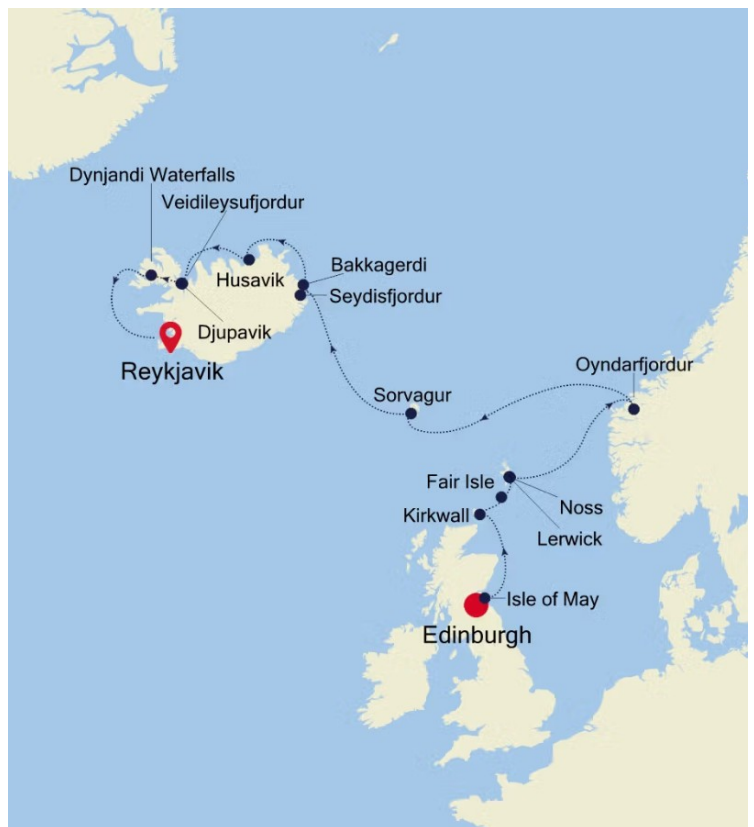 Dynjandi Waterfalls
Veidileysufjordur
Bakkagerdi
Husavik
Seydisfjordur
Djupavik
Reykjavik
Oyndarfjordur
Sorvagur
Fair Isle
Noss
Kirkwall
Lerwick
Isle of May
Edinburgh